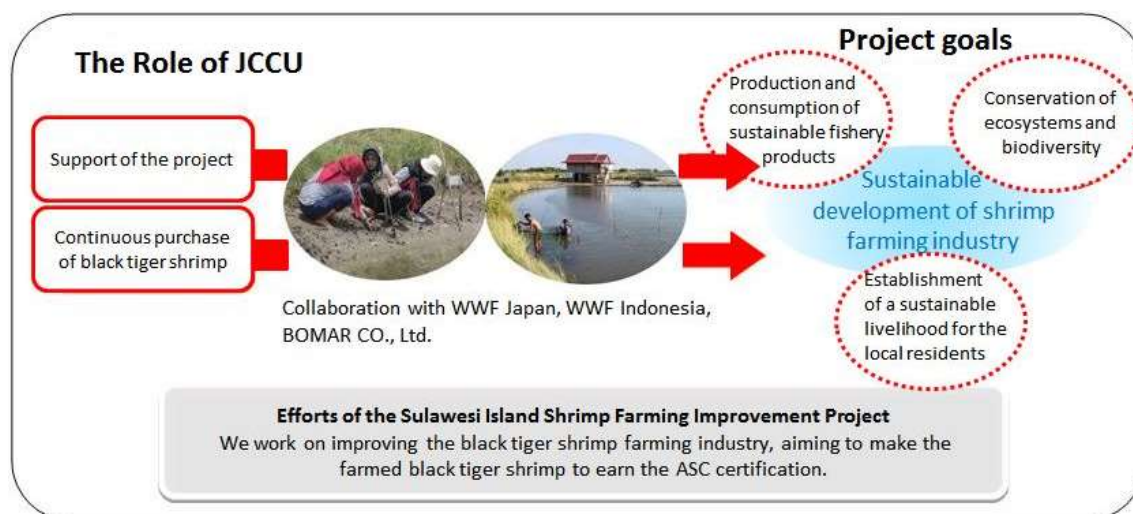 The Role of JCCU
Support of the project
Continuous purchase
of black tiger shrimp
Collaboration with WWF Japan, WWF Indonesia,
BOMAR CO., Ltd.
Project goals
Production and
consumption of
sustainable fishery
products
Conservation of
ecosystems and
biodiversity
Sustainable
development of shrimp
farming industry
Establishment
of a sustainable
livelihood for the
local residents
Efforts of the Sulawesi Island Shrimp Farming Improvement Project
We work on improving the black tiger shrimp farming industry, aiming to make the
farmed black tiger shrimp to earn the ASC certification.